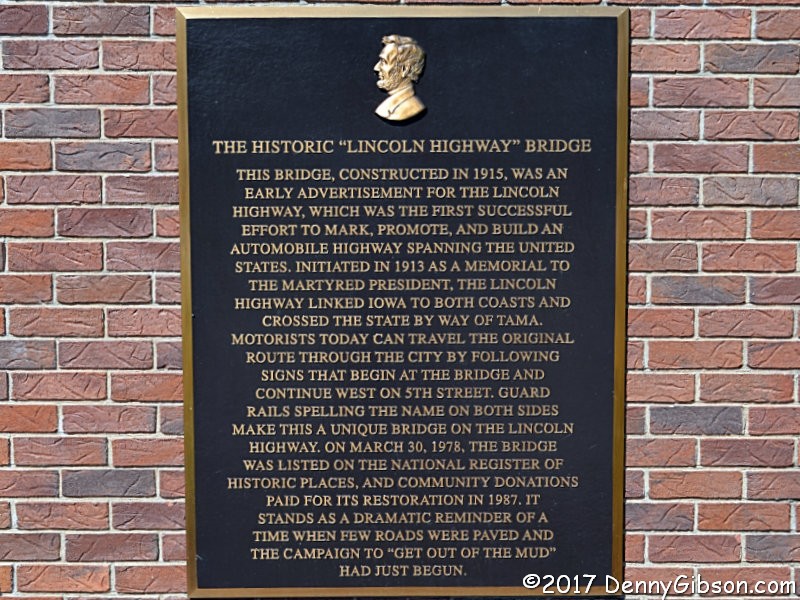 THE HISTORIC “LINCOLN HIGHWAY” BRIDGE
THIS BRIDGE, CONSTRUCTED IN 1915, WAS AN
EARLY ADVERTISEMENT FOR THE LINCOLN
HIGHWAY, WHICH WAS THE FIRST SUCCESSFUL
EFFORT TO MARK, PROMOTE, AND BUILD AN
AUTOMOBILE HIGHWAY SPANNING THE UNITED
STATES. INITIATED IN 1913 AS A MEMORIAL TO
THE MARTYRED PRESIDENT, THE LINCOLN
HIGHWAY LINKED IOWA TO BOTH COASTS AND
CROSSED THE STATE BY WAY OF TAMA.
MOTORISTS TODAY CAN TRAVEL THE ORIGINAL
ROUTE THROUGH THE CITY BY FOLLOWING
SIGNS THAT BEGIN AT THE BRIDGE AND
CONTINUE WEST ON 5TH STREET. GUARD
RAILS SPELLING THE NAME ON BOTH SIDES
MAKE THIS A UNIQUE BRIDGE ON THE LINCOLN
HIGHWAY. ON MARCH 30, 1978, THE BRIDGE
WAS LISTED ON THE NATIONAL REGISTER OF
HISTORIC PLACES, AND COMMUNITY DONATIONS
PAID FOR ITS RESTORATION IN 1987. IT
STANDS AS A DRAMATIC REMINDER OF A
TIME WHEN FEW ROADS WERE PAVED AND
THE CAMPAIGN TO “GET OUT OF THE MUD”
HAD JUST BEGUN.
©2017 DennyGibson.com